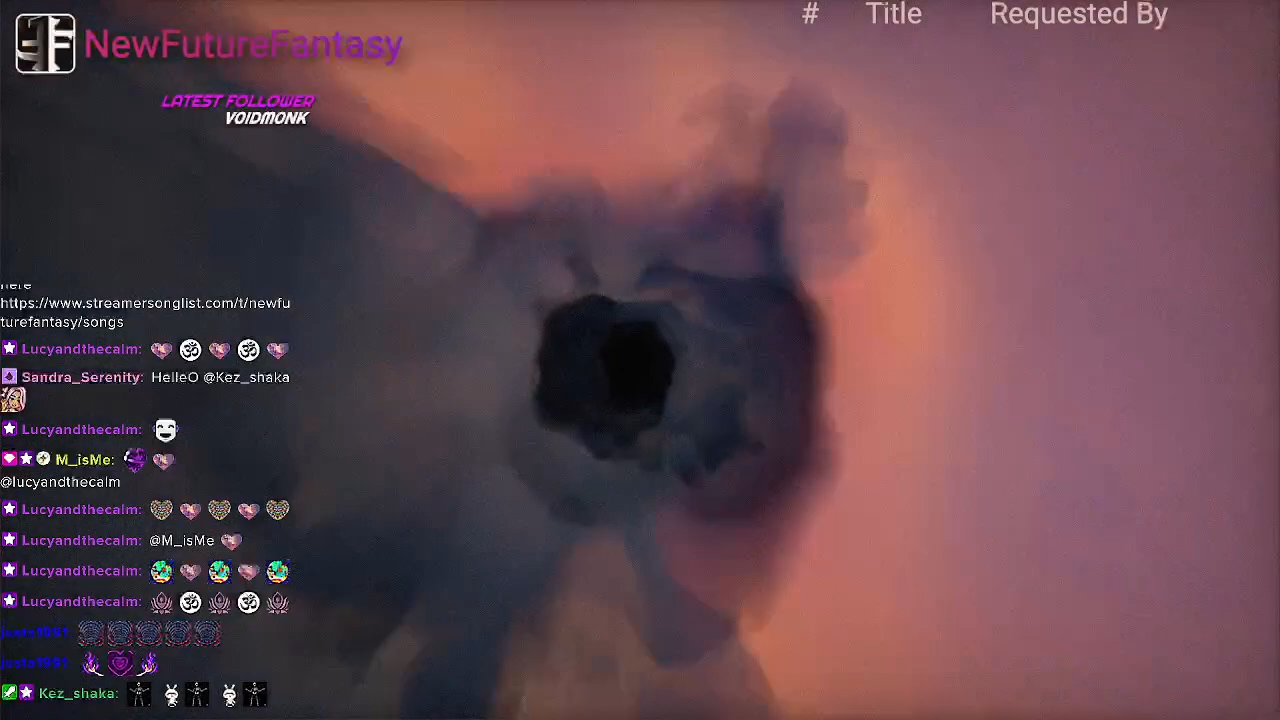 NewFutureFantasy
# Title Requested By
LATEST FOLLOWER
VOIDMONK
here
https://www.streamersonglist.com/t/newfu
turefantasy/songs
Lucyandthecalm:
Sandra_Serenity: HelleO @Kez_shaka
Lucyandthecalm:
M_isMe:
@lucyandthecalm
Lucyandthecalm:
Lucyandthecalm: @M_isMe
Lucyandthecalm:
Lucyandthecalm:
Kez_shaka: